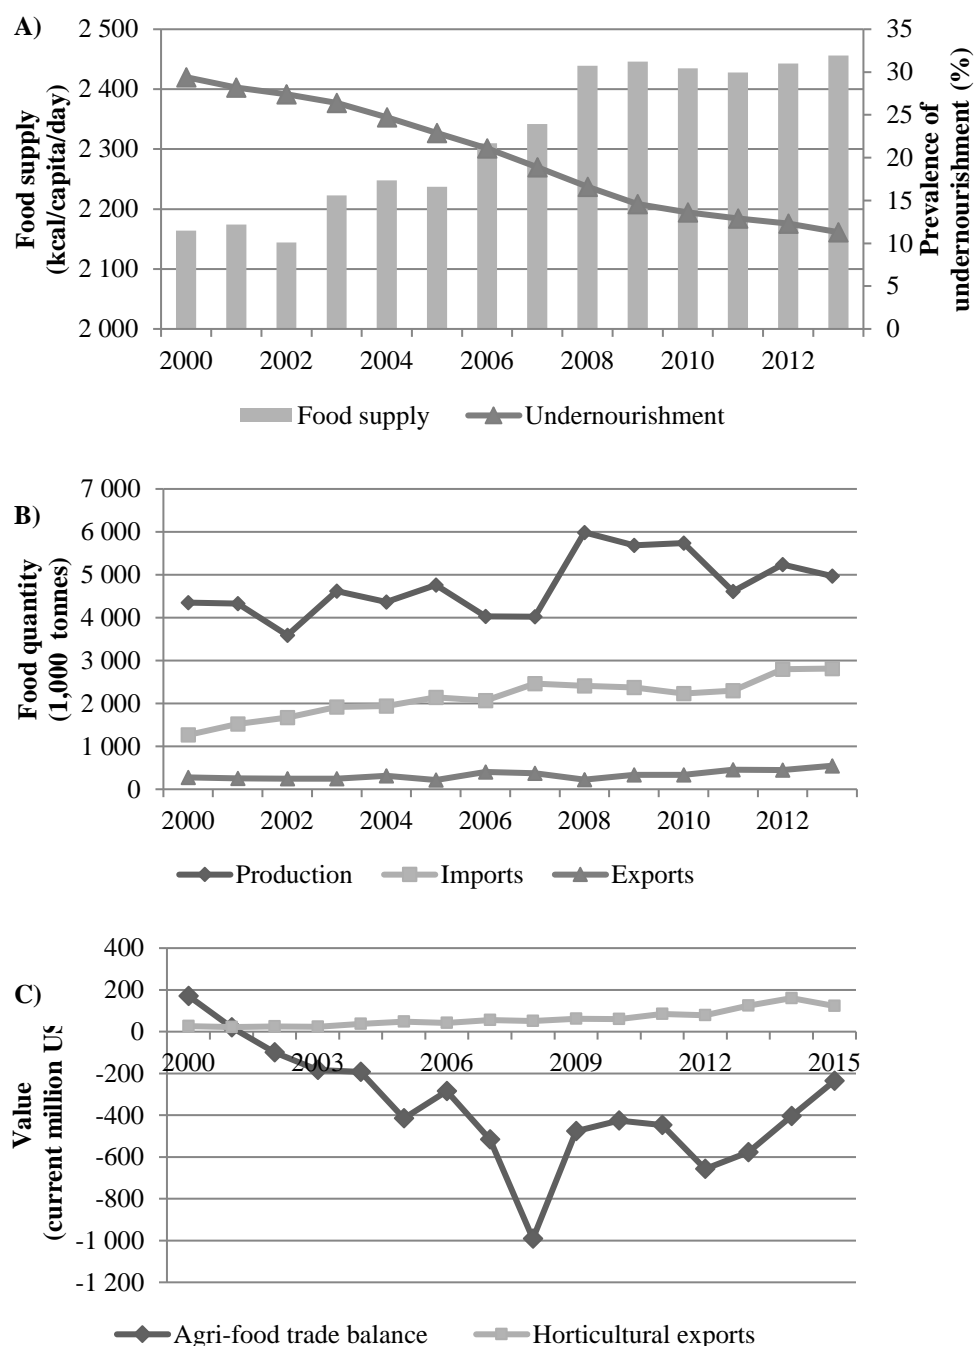 A)
Food supply
(kcal/capita/day)
2 500
2 400
2 300
2 200
2 100
2 000
35
30
25
20
15
10
5
0
Prevalence of
undernourishment (%)
2000 2002 2004 2006 2008 2010 2012
Food supply Undernourishment
B)
Food quantity
(1,000 tonnes)
7 000
6 000
5 000
4 000
3 000
2 000
1 000
0
2000 2002 2004 2006 2008 2010 2012
Production Imports Exports
C)
Value
(current million
400
200
0
-200
-400
-600
-800
-1 000
-1 200
2000 2003 2006 2009 2012 2015
Agri-food trade balance Horticultural exports